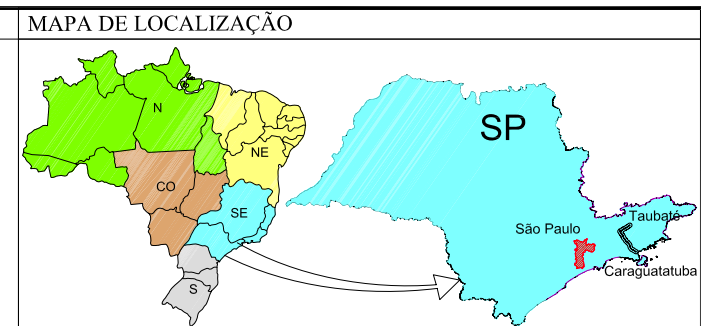 MAPA DE LOCALIZAÇÃO
N
NE
CO
SE
S
SP
São Paulo
Taubaté
Caraguatatuba